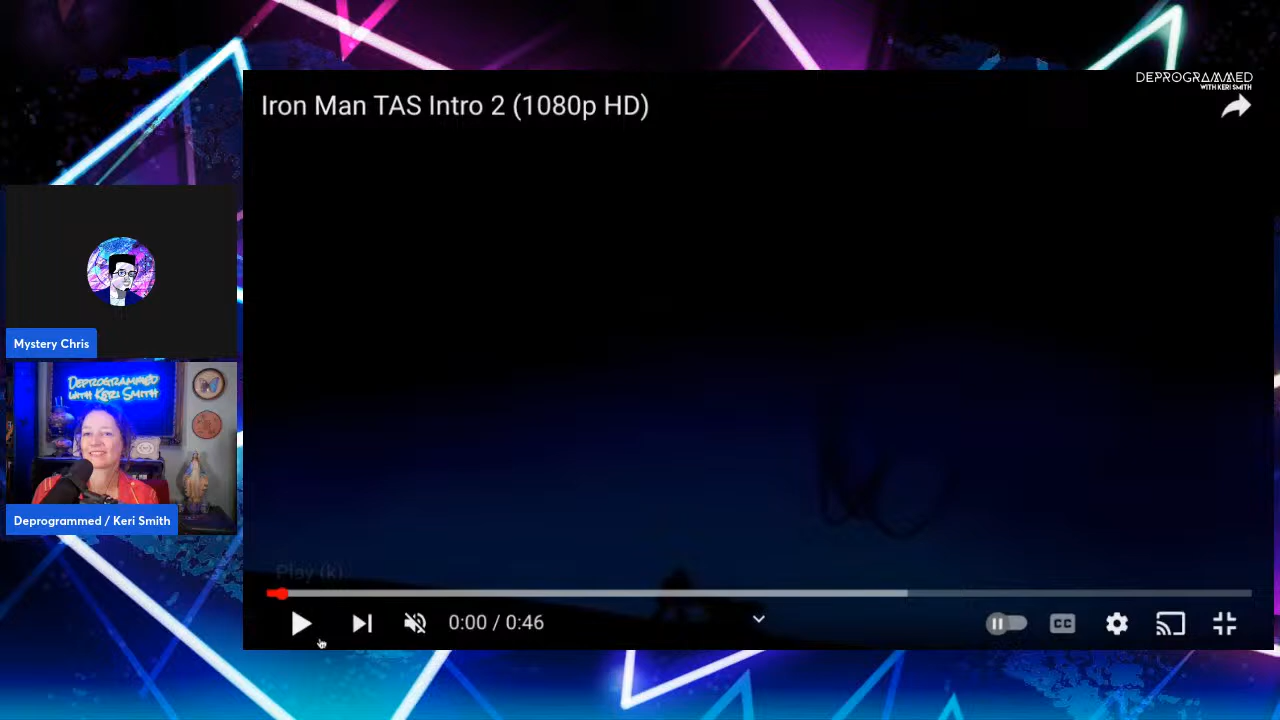 DEPROGRAMMED
WITH KERI SMITH
Iron Man TAS Intro 2 (1080p HD)
Mystery Chris
DEPROGRAMMED
WITH KERI SMITH
Deprogrammed / Keri Smith
Play (k)
0:00 / 0:46
CC